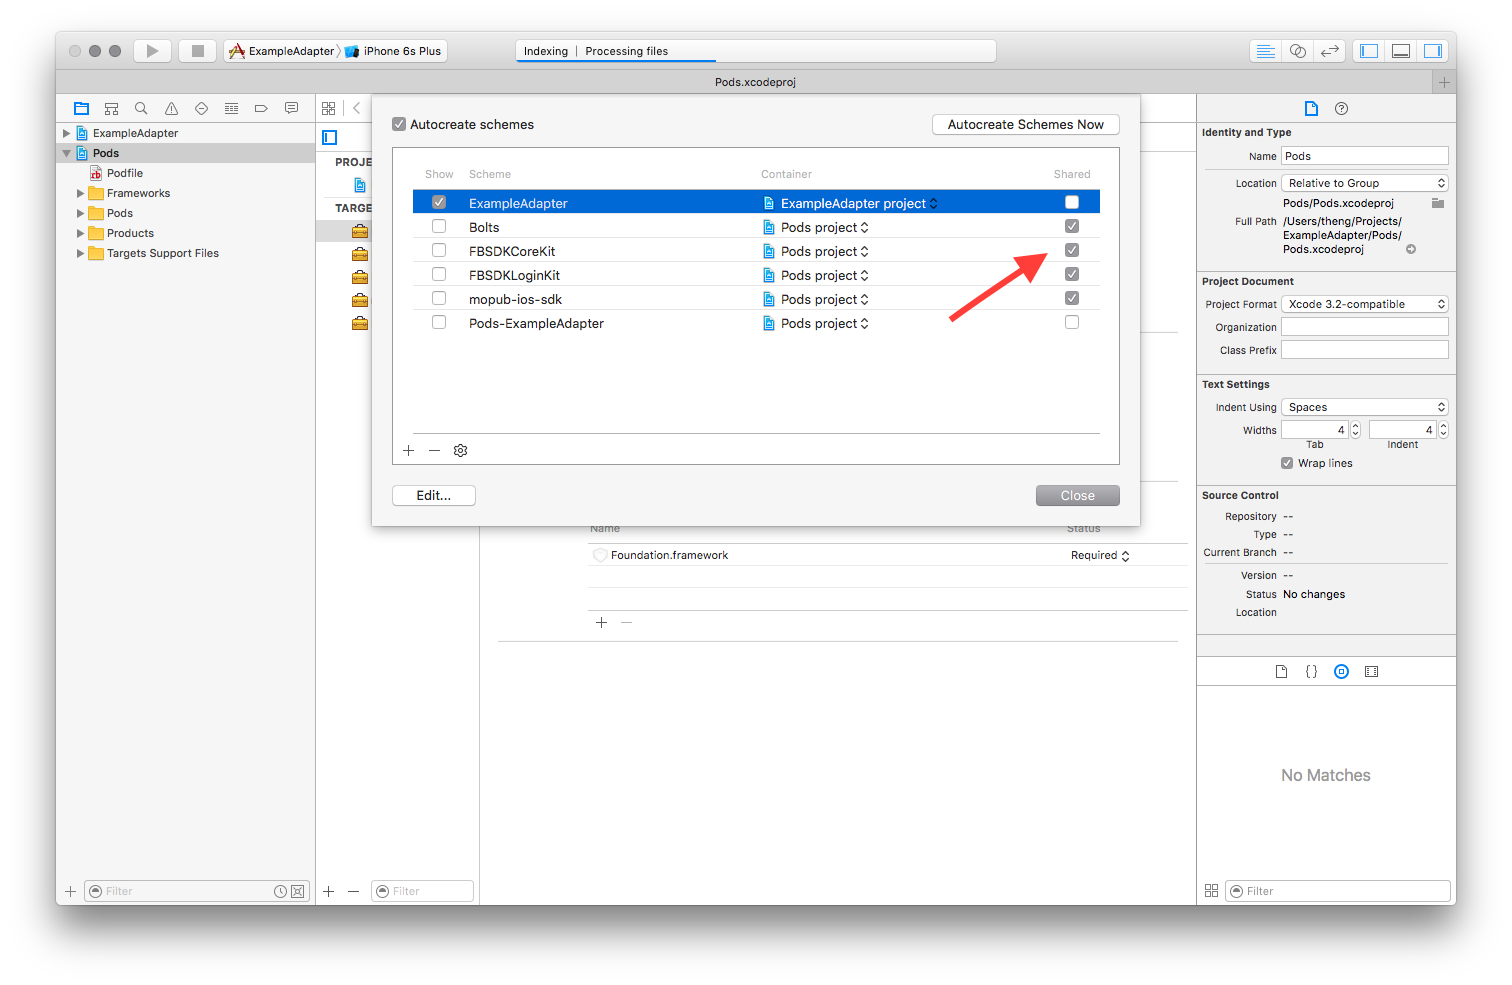 ExampleAdapter
iPhone 6s Plus
Indexing | Processing files
Pods.xcodeproj
ExampleAdapter
Pods
Podfile
Frameworks
Pods
Products
Targets Support Files
Filter
PROJE
TARGE
Filter
Autocreate schemes
Autocreate Schemes Now
Show Scheme Container Shared
ExampleAdapter ExampleAdapter project
Bolts Pods project
FBSDKCoreKit Pods project
FBSDKLoginKit Pods project
mopub-ios-sdk Pods project
Pods-ExampleAdapter Pods project
Edit...
Close
Name Status
Foundation.framework Required
Identity and Type
Name Pods
Location Relative to Group
Pods/Pods.xcodeproj
Full Path /Users/theng/Projects/
ExampleAdapter/Pods/
Pods.xcodeproj
Project Document
Project Format Xcode 3.2-compatible
Organization
Class Prefix
Text Settings
Indent Using Spaces
Widths 4 4
Tab Indent
Wrap lines
Source Control
Repository --
Type --
Current Branch --
Version --
Status No changes
Location
No Matches
Filter